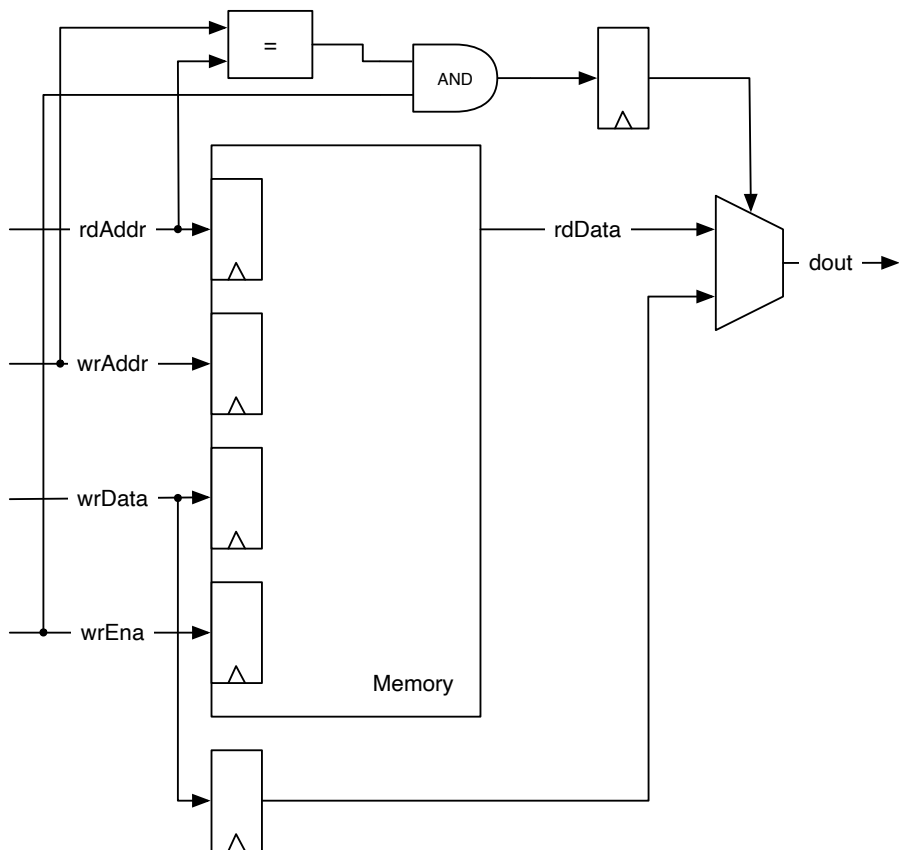 =
AND
rdAddr
rdData
dout
wrAddr
wrData
wrEna
Memory